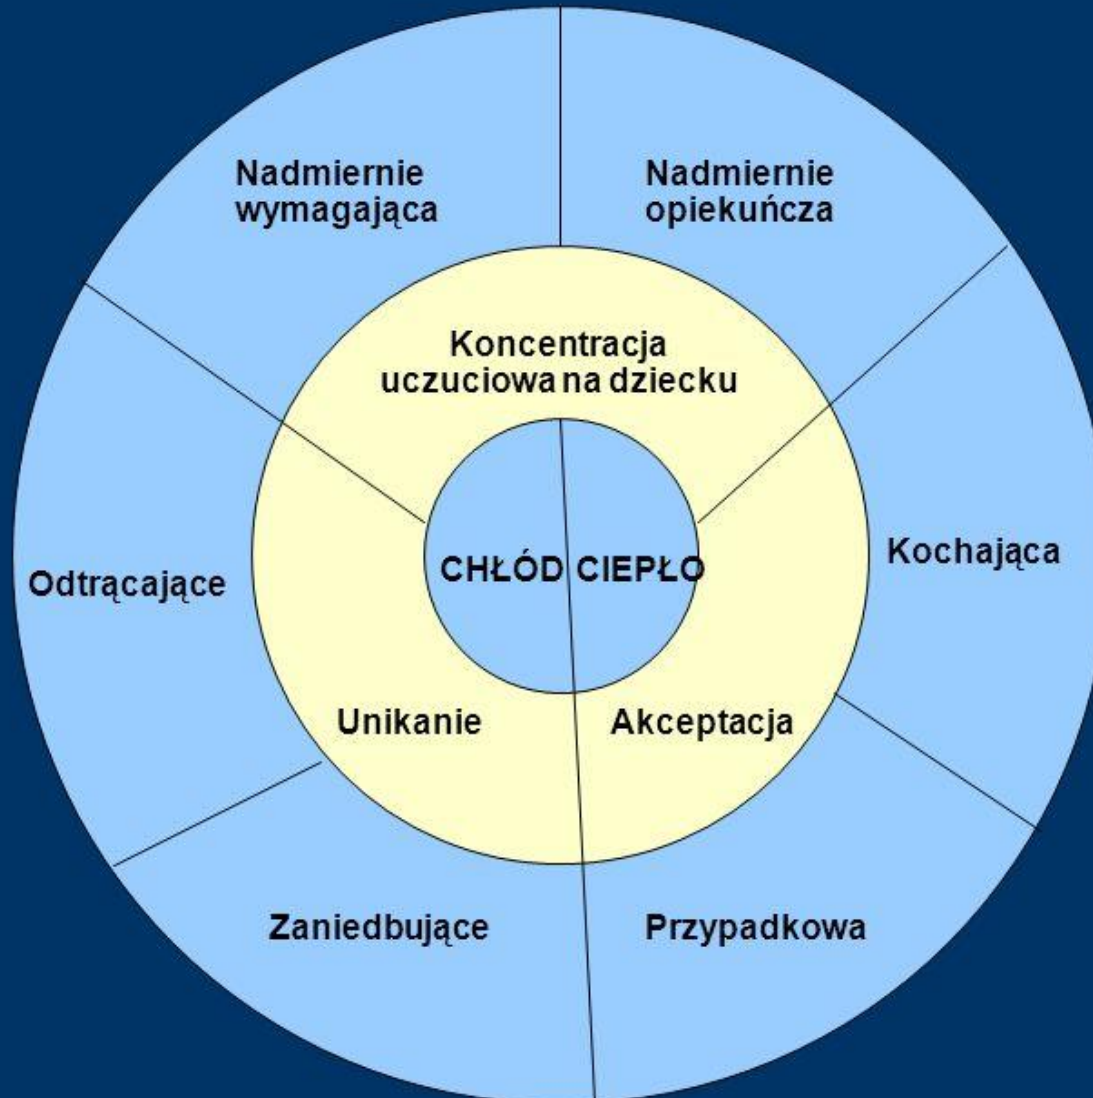 Nadmiernie
wymagająca
Nadmiernie
opiekuńcza
Koncentracja
uczuciowa na dziecku
CHŁÓD CIEPŁO
Kochająca
Odtrącające
Unikanie
Akceptacja
Zaniedbujące
Przypadkowa